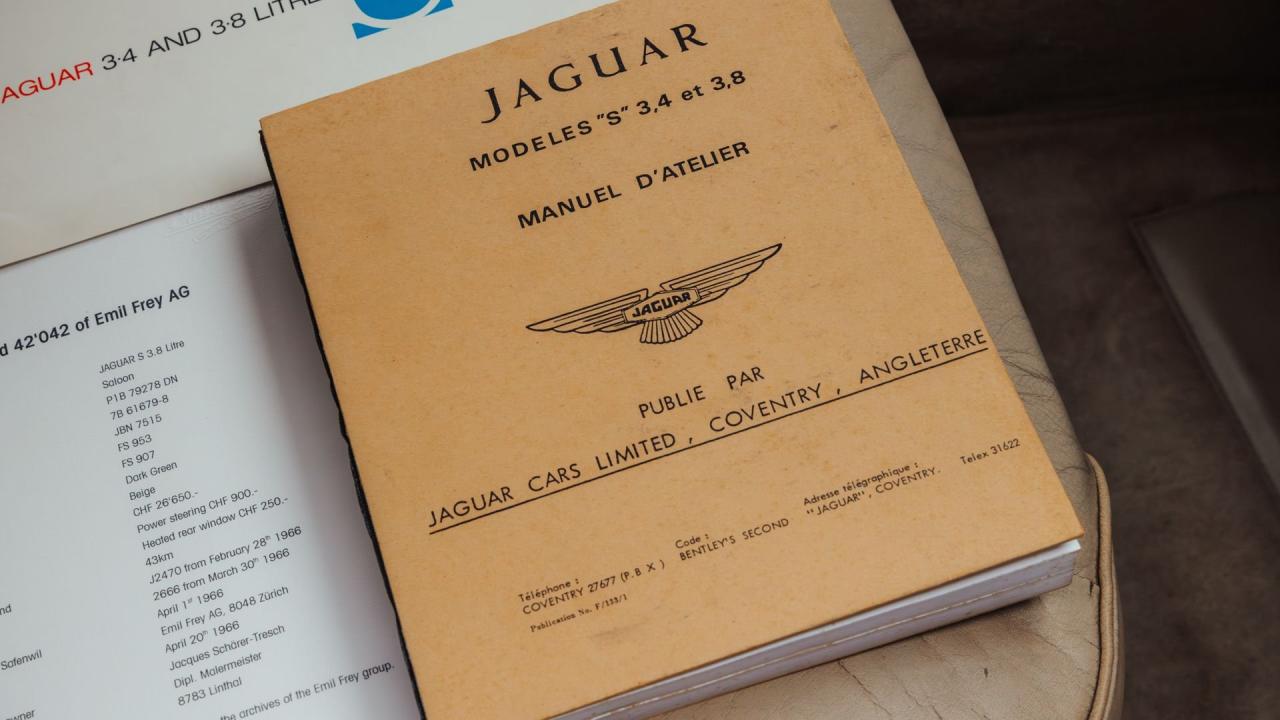 JAGUAR 3·4 AND 3·8 LITRE
JAGUAR
MODELES "S" 3,4 et 3,8
MANUEL D'ATELIER
JAGUAR
PUBLIE PAR
JAGUAR CARS LIMITED , COVENTRY , ANGLETERRE
Téléphone :
COVENTRY 27677 (P.B X )
Code :
BENTLEY'S SECOND
Adresse télégraphique :
"JAGUAR" , COVENTRY.
Telex 31622
Publication No. F/133/1
42'042 of Emil Frey AG
JAGUAR S 3.8 Litre
Saloon
P1B 79278 DN
7B 61679-8
JBN 7515
FS 953
FS 907
Dark Green
Beige
CHF 26'650.-
Power steering CHF 900.-
Heated rear window CHF 250.-
43km
J2470 from February 28th 1966
2666 from March 30th 1966
April 1st 1966
Emil Frey AG, 8048 Zürich
April 20th 1966
Safenwil
Jacques Schärer-Tresch
Dipl. Malermeister
8783 Linthal
archives of the Emil Frey group.